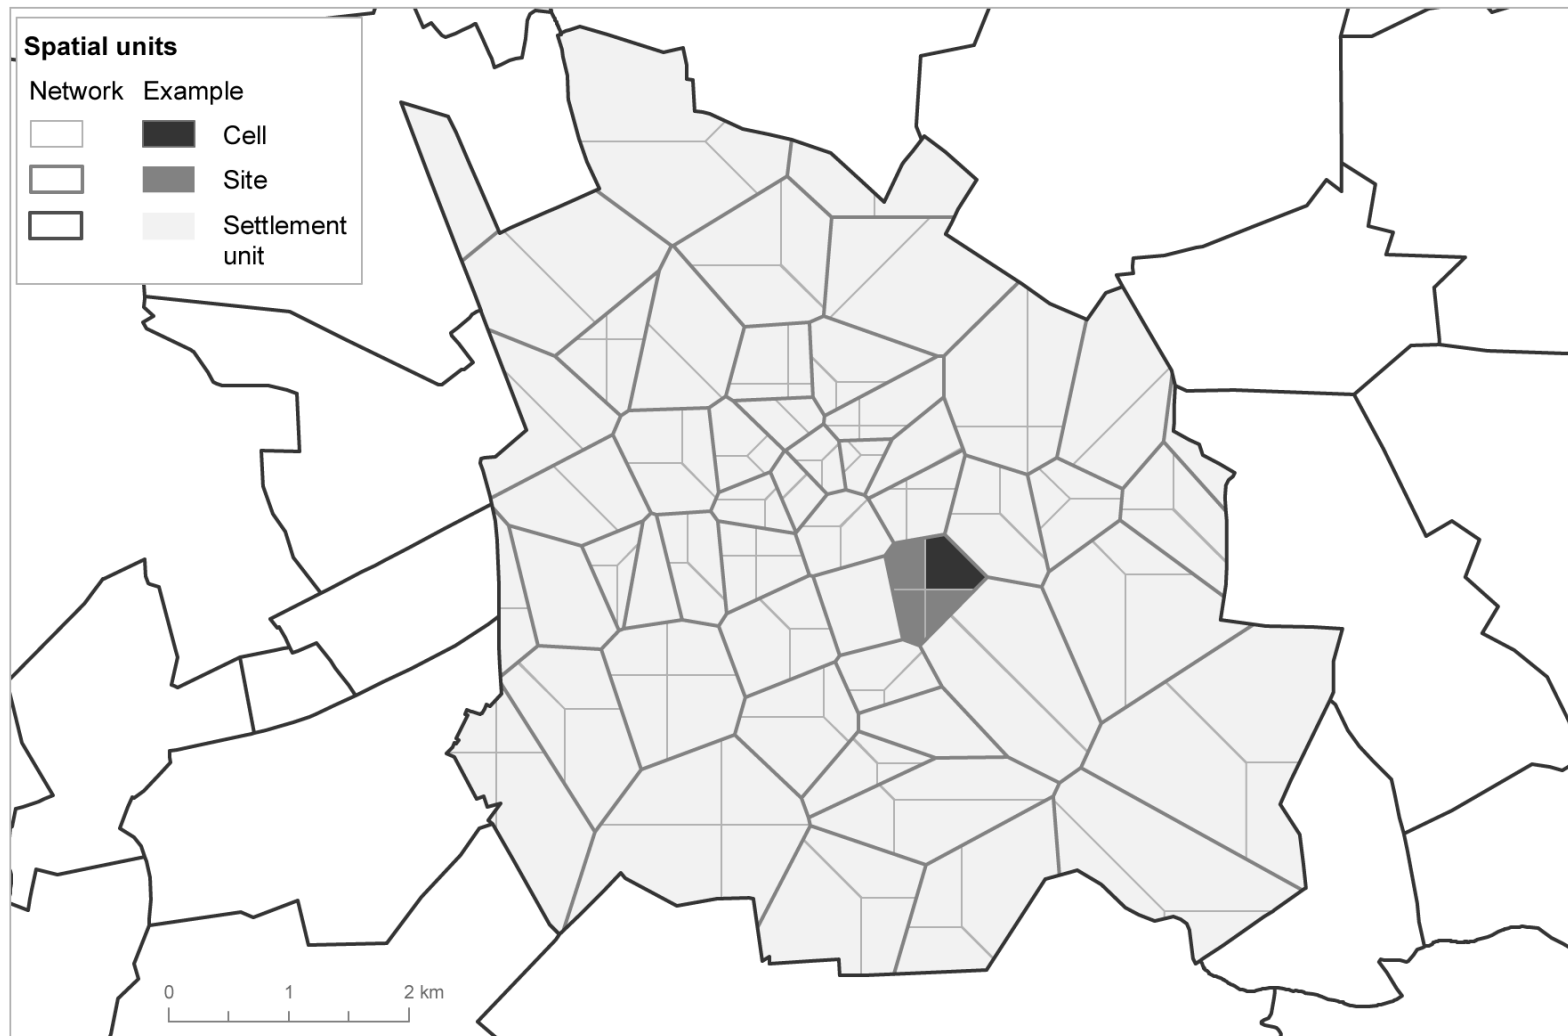 Spatial units
Network Example
Cell
Site
Settlement
unit
0 1 2 km